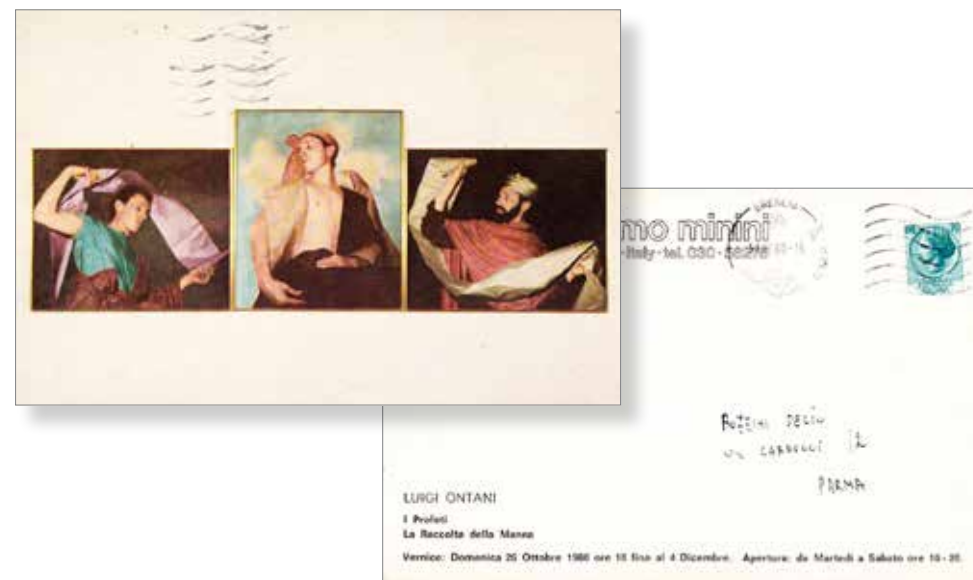 mo minini
-Italy-tel. 030-
PARMA
LUIGI ONTANI
I Profeti
La Raccolta della Manna
Vernice: Domenica 26 Ottobre 1980 ore 18 fino al 4 Dicembre. Apertura: da Martedì a Sabato ore 16-20.